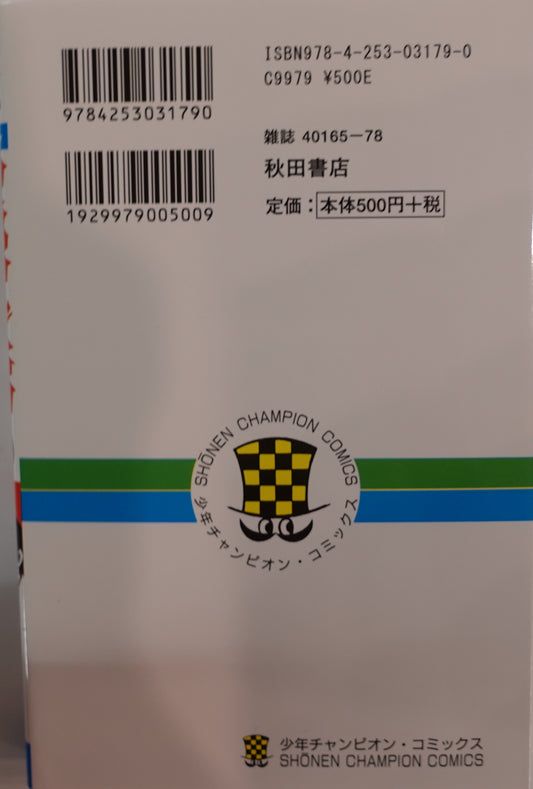 ISBN978-4-253-03179-0
C9979 ¥500E
9784253031790
雑誌 40165-78
秋田書店
1929979005009
定価：本体500円+税
SHŌNEN CHAMPION COMICS
少年チャンピオン・コミックス
少年チャンピオン・コミックス
SHŌNEN CHAMPION COMICS